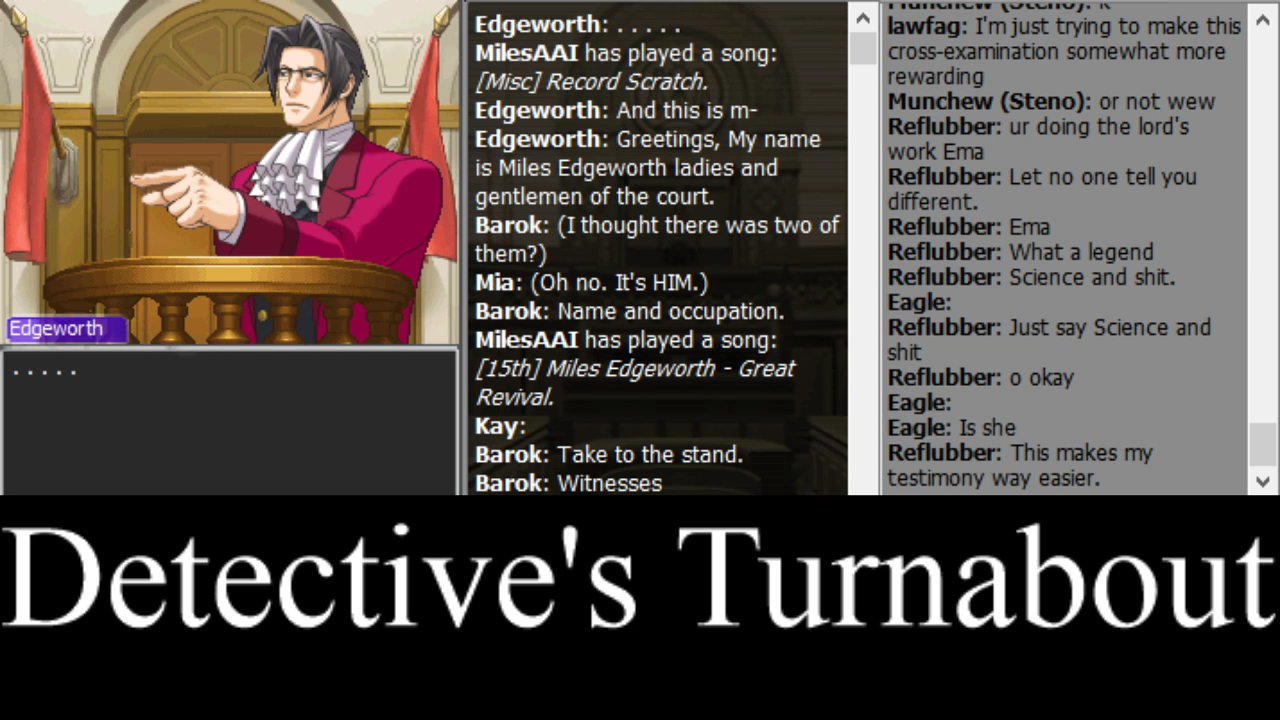 Edgeworth
. . . . .
Edgeworth: . . . . .
MilesAAI has played a song:
[Misc] Record Scratch.
Edgeworth: And this is m-
Edgeworth: Greetings, My name
is Miles Edgeworth ladies and
gentlemen of the court.
Barok: (I thought there was two of
them?)
Mia: (Oh no. It's HIM.)
Barok: Name and occupation.
MilesAAI has played a song:
[15th] Miles Edgeworth - Great
Revival.
Kay:
Barok: Take to the stand.
Barok: Witnesses
Munchew (Steno): k
lawfag: I'm just trying to make this
cross-examination somewhat more
rewarding
Munchew (Steno): or not wew
Reflubber: ur doing the lord's
work Ema
Reflubber: Let no one tell you
different.
Reflubber: Ema
Reflubber: What a legend
Reflubber: Science and shit.
Eagle:
Reflubber: Just say Science and
shit
Reflubber: o okay
Eagle:
Eagle: Is she
Reflubber: This makes my
testimony way easier.
Detective's Turnabout